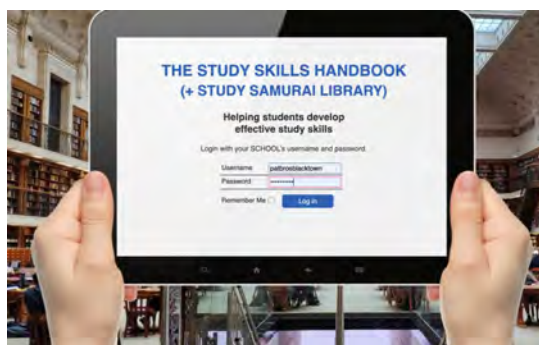 THE STUDY SKILLS HANDBOOK
(+ STUDY SAMURAI LIBRARY)
Helping students develop
effective study skills
Login with your SCHOOL's username and password.
Username patbrosblacktown
Password ••••••••••
Remember Me Log in